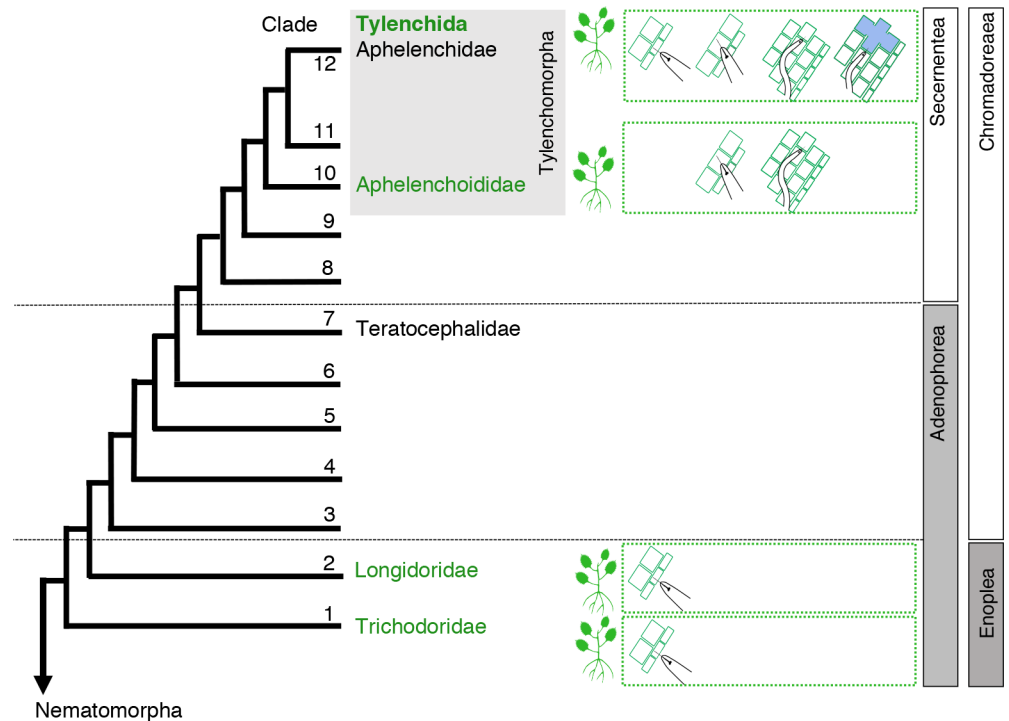 Clade
Tylenchida
Aphelenchidae
12
11
10
Aphelenchoididae
9
8
7
Teratocephalidae
6
5
4
3
2
Longidoridae
1
Trichodoridae
Nematomorpha
Tylenchomorpha
Secernentea
Adenophorea
Chromadoreaea
Enoplea